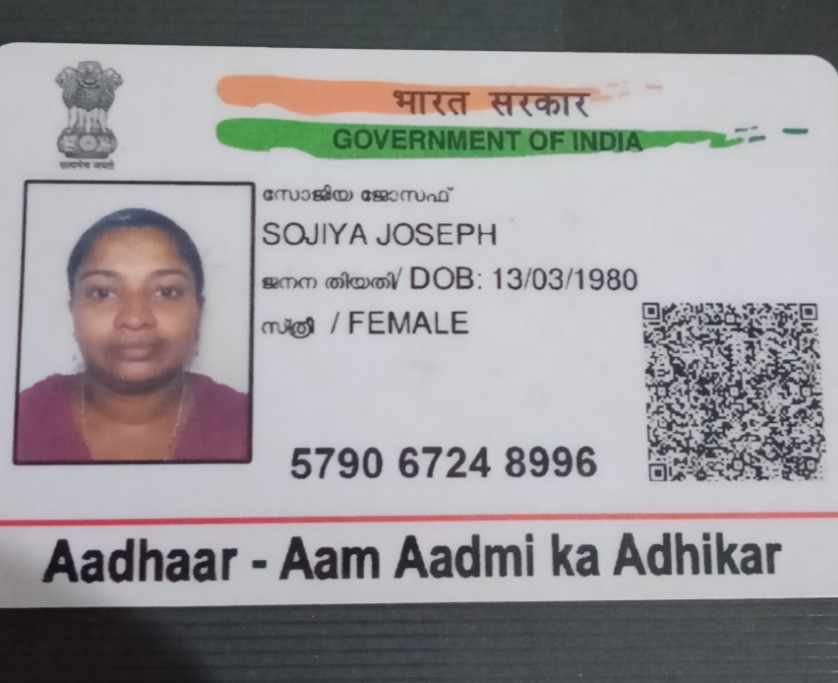 भारत सरकार
GOVERNMENT OF INDIA
सत्यमेव जयते
സോജിയ ജോസഫ്
SOJIYA JOSEPH
ജനന തിയതി/ DOB: 13/03/1980
സ്ത്രീ / FEMALE
5790 6724 8996
Aadhaar - Aam Aadmi ka Adhikar